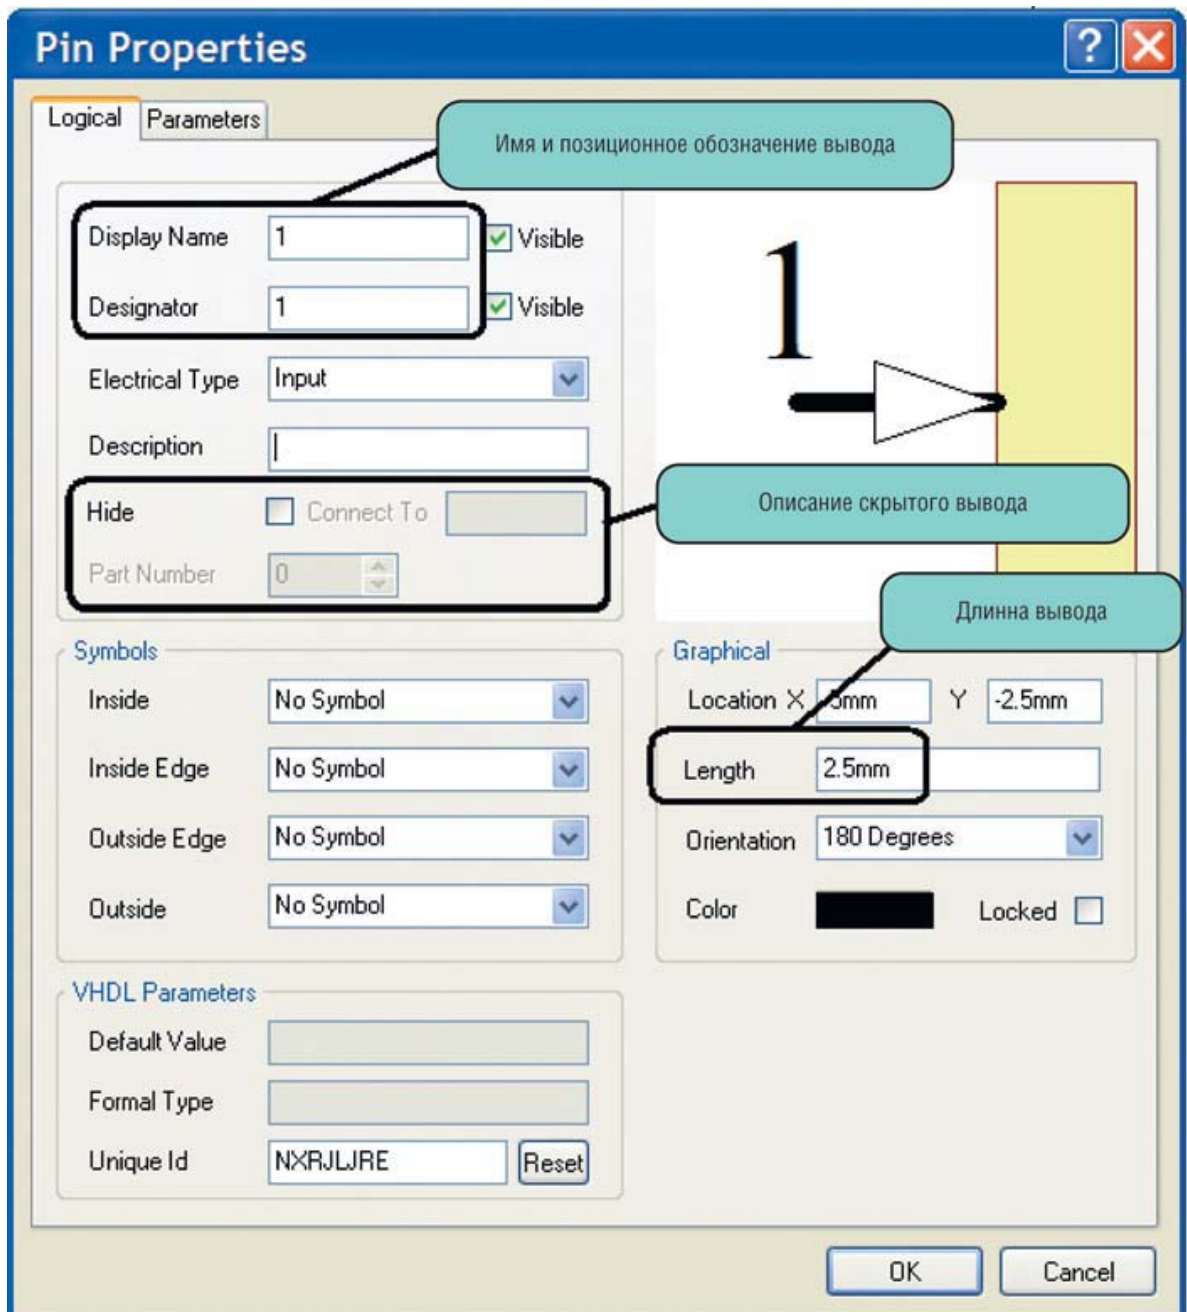 Pin Properties
Logical Parameters
Имя и позиционное обозначение вывода
Display Name 1 Visible
Designator 1 Visible
1
Electrical Type Input
Description
Hide Connect To
Описание скрытого вывода
Part Number 0
Длинна вывода
Symbols
Inside No Symbol
Inside Edge No Symbol
Outside Edge No Symbol
Outside No Symbol
Graphical
Location X 5mm Y -2.5mm
Length 2.5mm
Orientation 180 Degrees
Color Locked
VHDL Parameters
Default Value
Formal Type
Unique Id NXRJLJRE Reset
OK Cancel